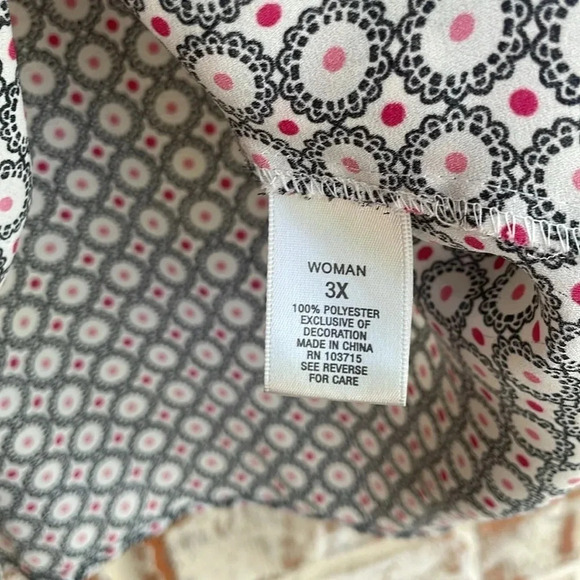 WOMAN
3X
100% POLYESTER
EXCLUSIVE OF
DECORATION
MADE IN CHINA
RN 103715
SEE REVERSE
FOR CARE